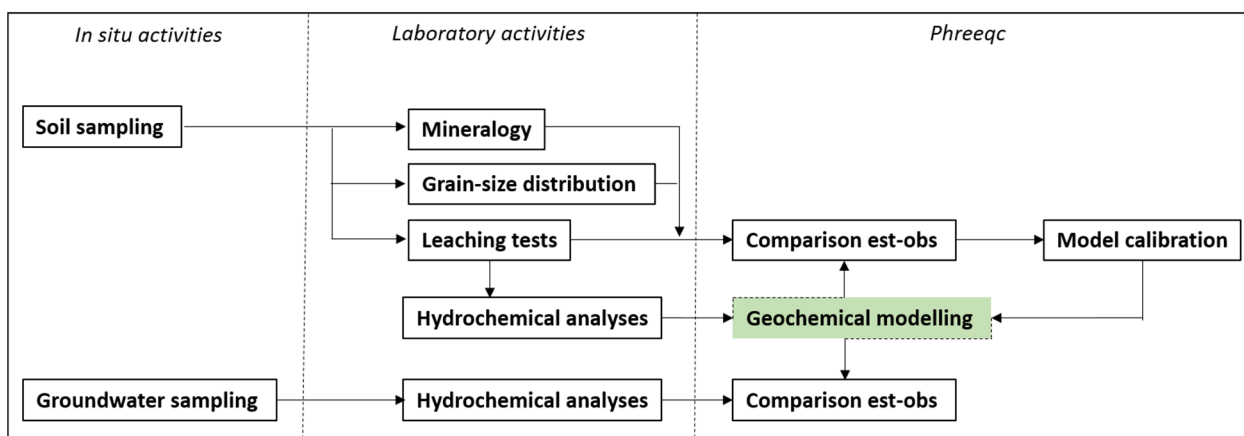 In situ activities
Laboratory activities
Phreeqc
Soil sampling
Mineralogy
Grain-size distribution
Leaching tests
Comparison est-obs
Model calibration
Hydrochemical analyses
Geochemical modelling
Groundwater sampling
Hydrochemical analyses
Comparison est-obs